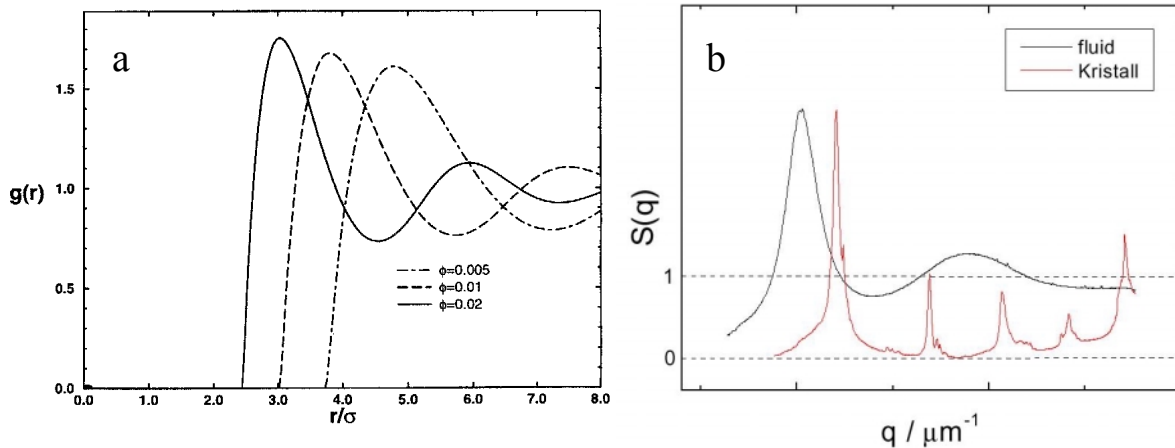 a
1.5
g(r)
1.0
0.5
0.0
ϕ=0.005
ϕ=0.01
ϕ=0.02
0.0 1.0 2.0 3.0 4.0 5.0 6.0 7.0 8.0
r/σ
b
fluid
Kristall
S(q)
1
0
q / μm⁻¹